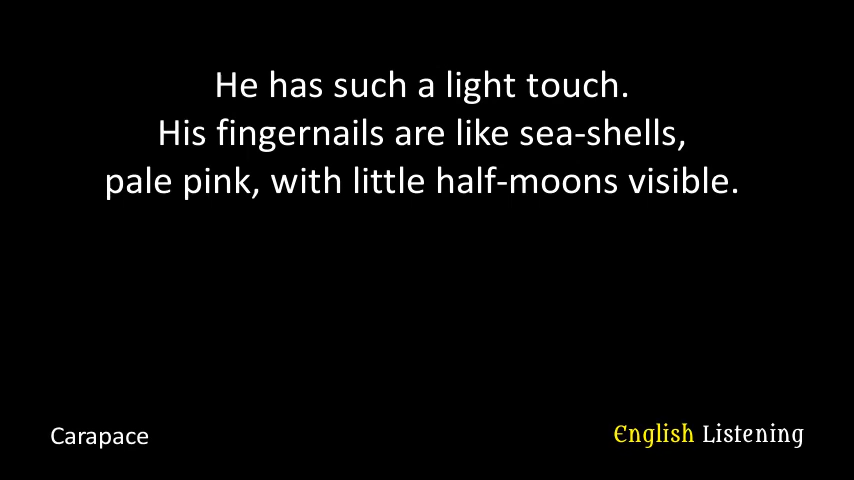 He has such a light touch.
His fingernails are like sea-shells,
pale pink, with little half-moons visible.
Carapace
English Listening